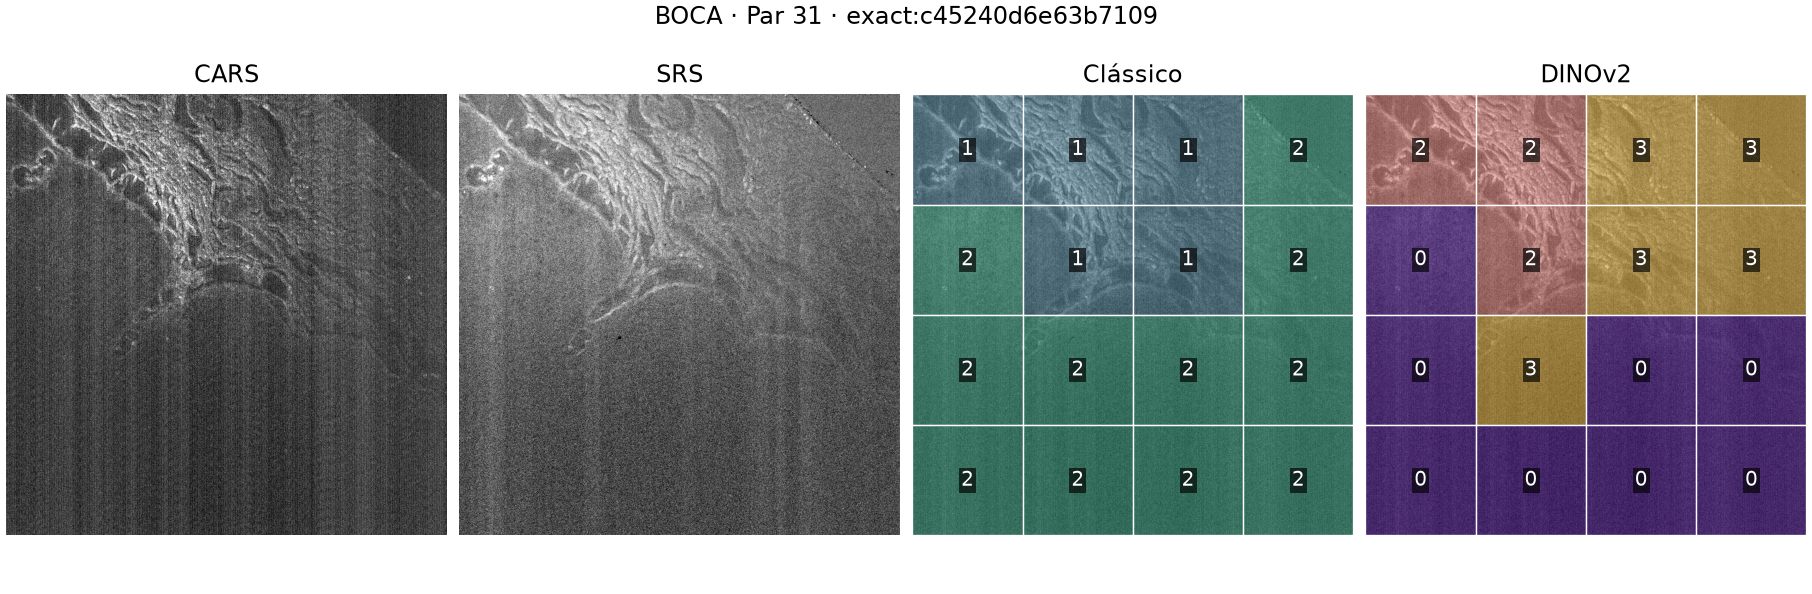 BOCA · Par 31 · exact:c45240d6e63b7109
CARS SRS Clássico DINOv2
1 1 1 2 2 2 3 3
2 1 1 2 0 2 3 3
2 2 2 2 0 3 0 0
2 2 2 2 0 0 0 0